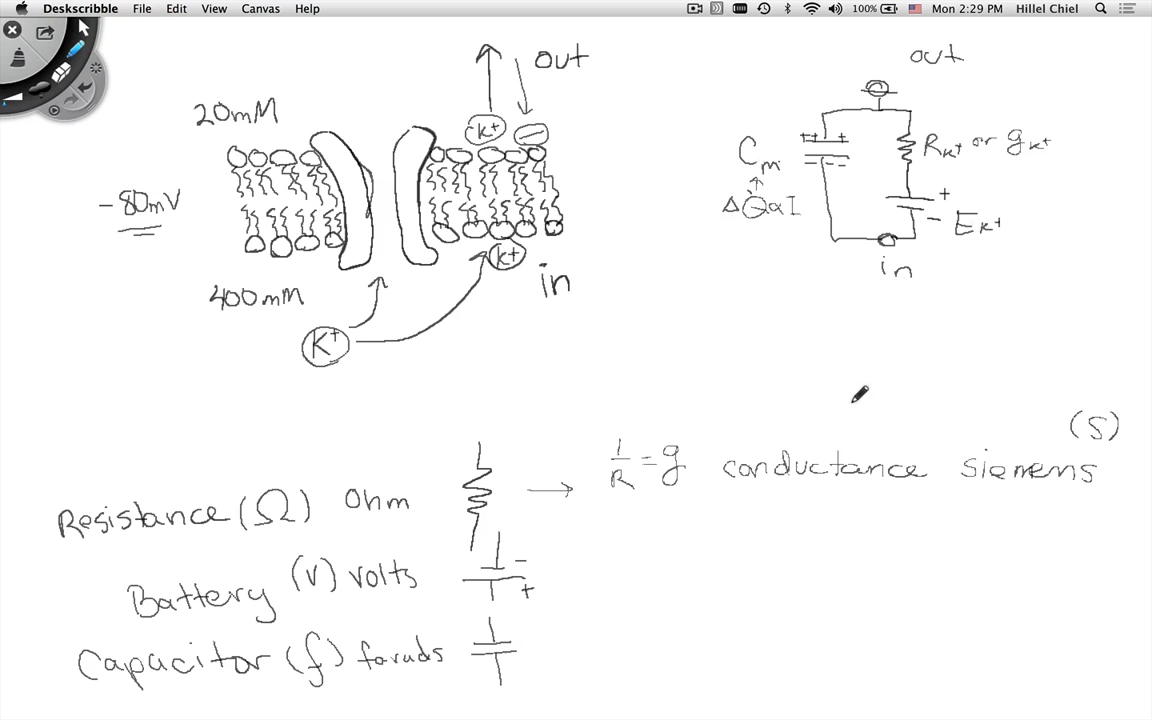 Deskscribble File Edit View Canvas Help 100% Mon 2:29 PM Hillel Chiel
out
out
20mM
K+
−
++ +
Cm
-- --
RK+ or gK+
-80mV
ΔQαI
+
−
EK+
in
K+
in
400mM
K+
(S)
1/R = g conductance siemens
Resistance (Ω) Ohm
Battery (V) volts
−
+
Capacitor (f) farads